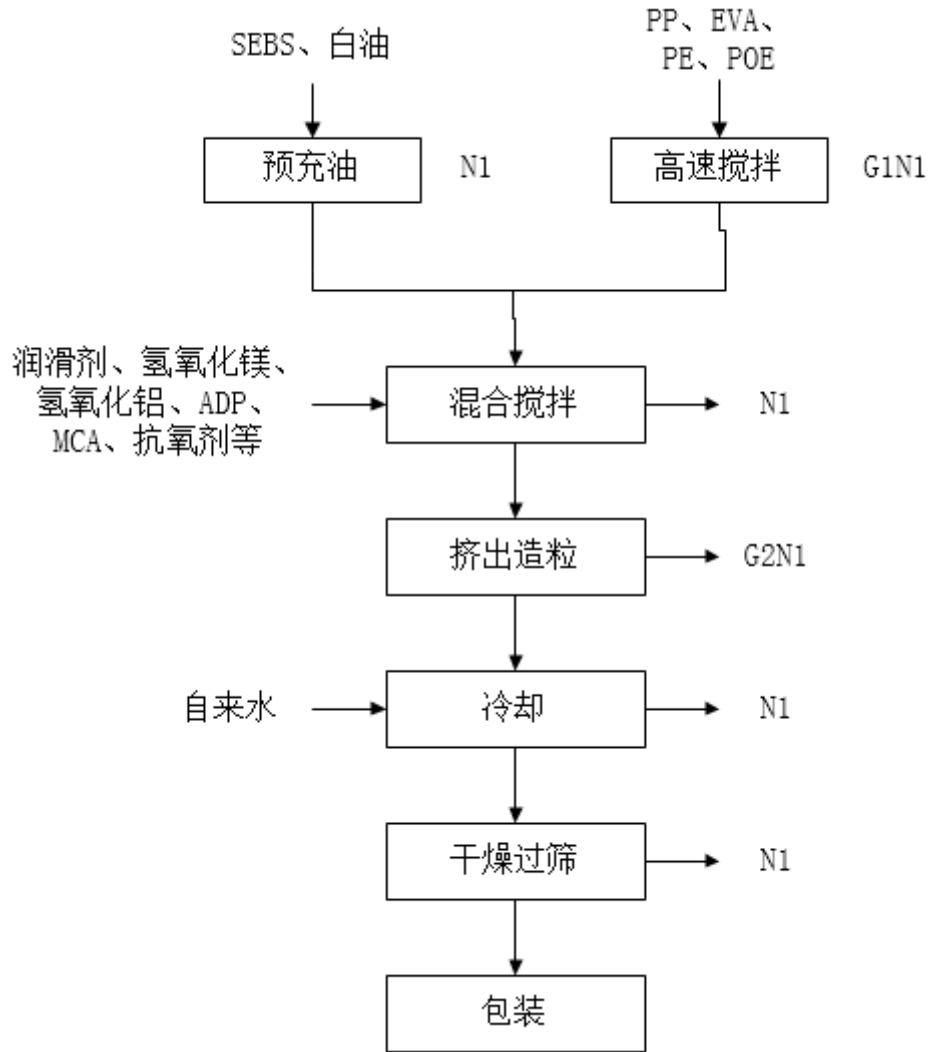 SEBS、白油
PP、EVA、
PE、POE
预充油
N1
高速搅拌
G1N1
润滑剂、氢氧化镁、
氢氧化铝、ADP、
MCA、抗氧剂等
混合搅拌
N1
挤出造粒
G2N1
自来水
冷却
N1
干燥过筛
N1
包装